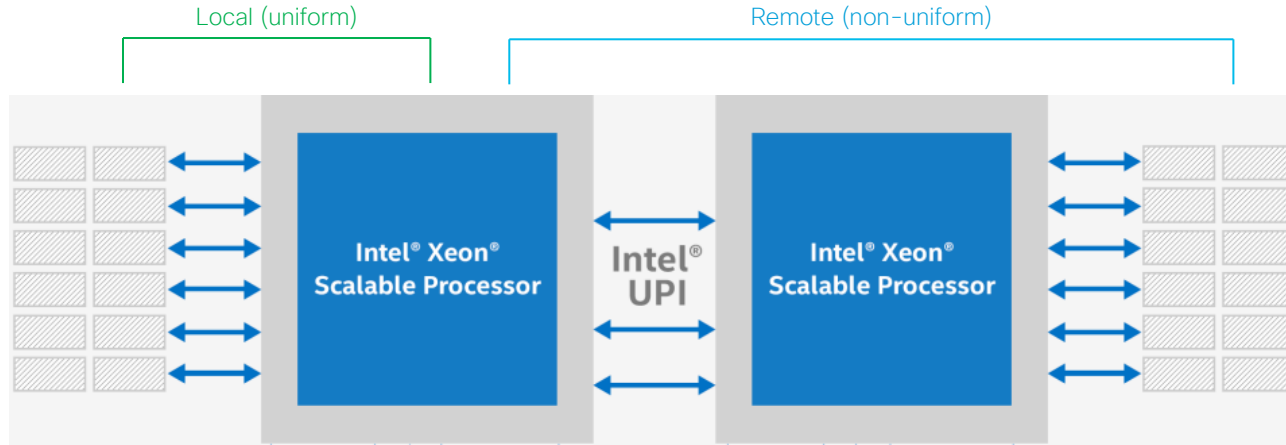 Local (uniform)
Remote (non-uniform)
Intel® Xeon®
Scalable Processor
Intel®
UPI
Intel® Xeon®
Scalable Processor